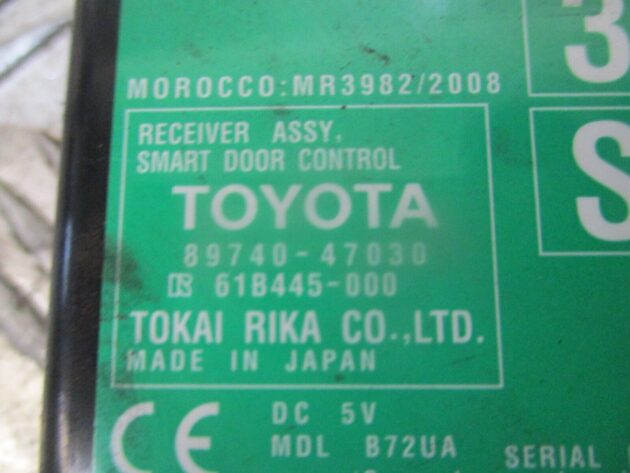 MOROCCO:MR3982/2008
3
RECEIVER ASSY,
SMART DOOR CONTROL
TOYOTA
S
89740-47030
61B445-000
TOKAI RIKA CO.,LTD.
MADE IN JAPAN
CE
DC 5V
MDL B72UA
SERIAL